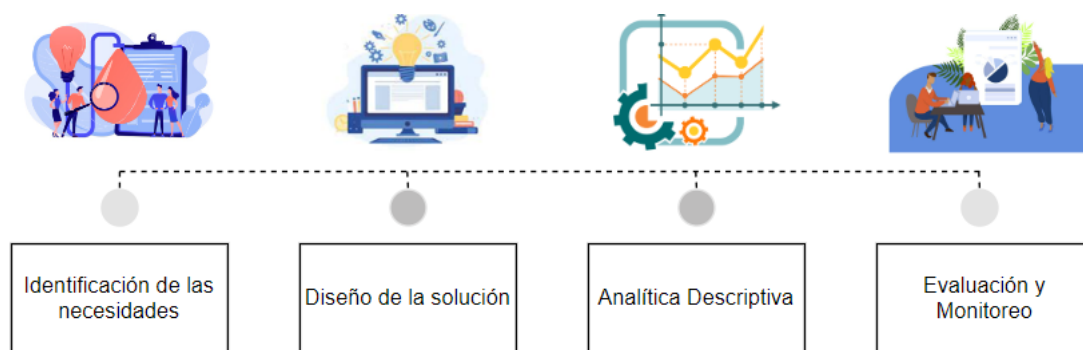 Identificación de las
necesidades
Diseño de la solución
Analítica Descriptiva
Evaluación y
Monitoreo